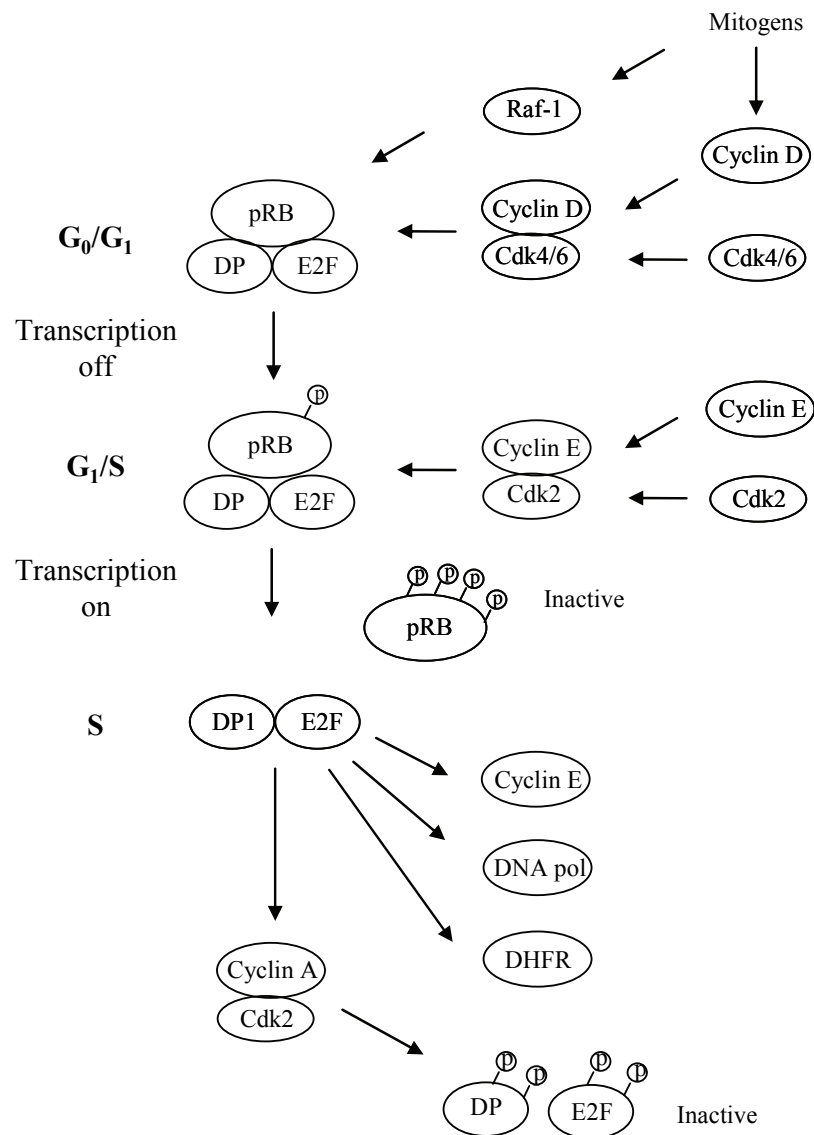 Mitogens
Raf-1
Cyclin D
pRB
Cyclin D
G₀/G₁
DP
E2F
Cdk4/6
Cdk4/6
Transcription
off
p
Cyclin E
pRB
Cyclin E
G₁/S
DP
E2F
Cdk2
Cdk2
Transcription
on
p
p
p
p
Inactive
pRB
S
DP1
E2F
Cyclin E
DNA pol
Cyclin A
DHFR
Cdk2
p
p
p
p
DP
E2F
Inactive